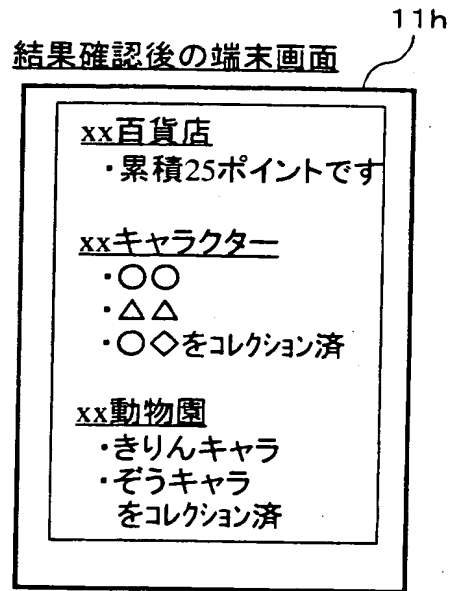 11h
結果確認後の端末画面
xx百貨店
・累積25ポイントです
xxキャラクター
・○○
・△△
・○◇をコレクション済
xx動物園
・きりんキャラ
・ぞうキャラ
をコレクション済